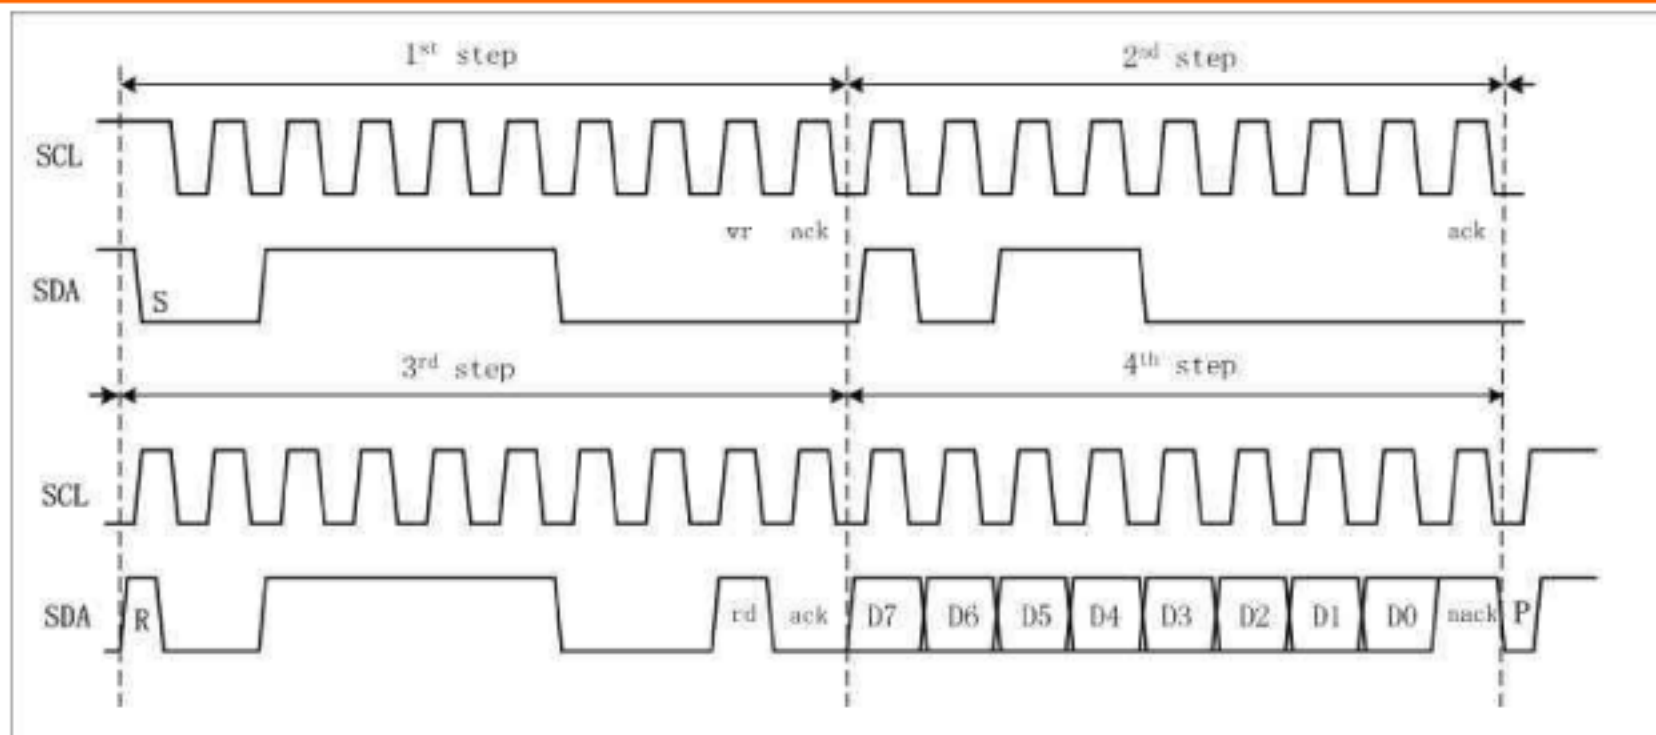 1st step 2nd step
SCL
wr ack ack
SDA S
3rd step 4th step
SCL
SDA R rd ack D7 D6 D5 D4 D3 D2 D1 D0 nack P